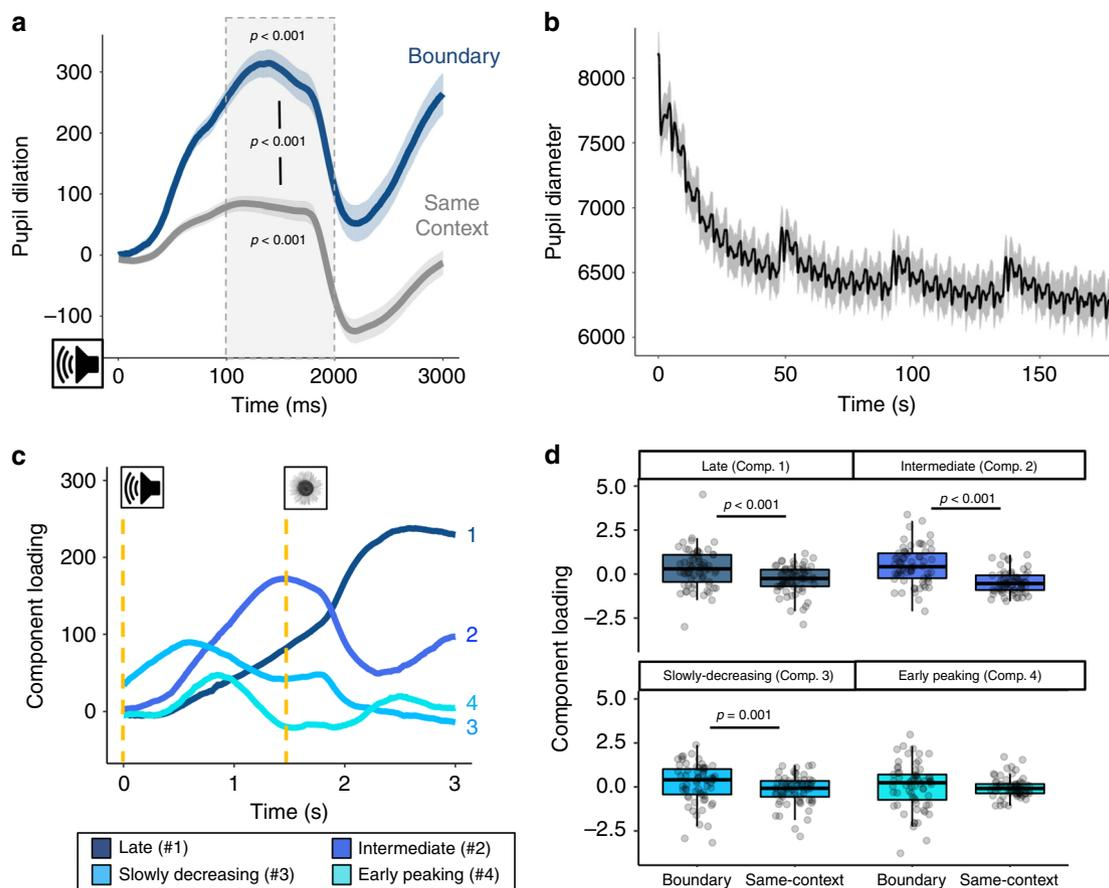 a
p < 0.001
Boundary
300
200
p < 0.001
100
Same
Context
0
p < 0.001
−100
Pupil dilation
0
1000
2000
3000
Time (ms)
b
8000
7500
7000
6500
6000
Pupil diameter
0
50
100
150
Time (s)
c
300
200
100
0
Component loading
1
2
4
3
0
1
2
3
Time (s)
Late (#1)
Intermediate (#2)
Slowly decreasing (#3)
Early peaking (#4)
d
Late (Comp. 1)
Intermediate (Comp. 2)
5.0
2.5
0.0
−2.5
p < 0.001
p < 0.001
Component loading
Slowly-decreasing (Comp. 3)
Early peaking (Comp. 4)
5.0
2.5
0.0
−2.5
p = 0.001
Boundary
Same-context
Boundary
Same-context